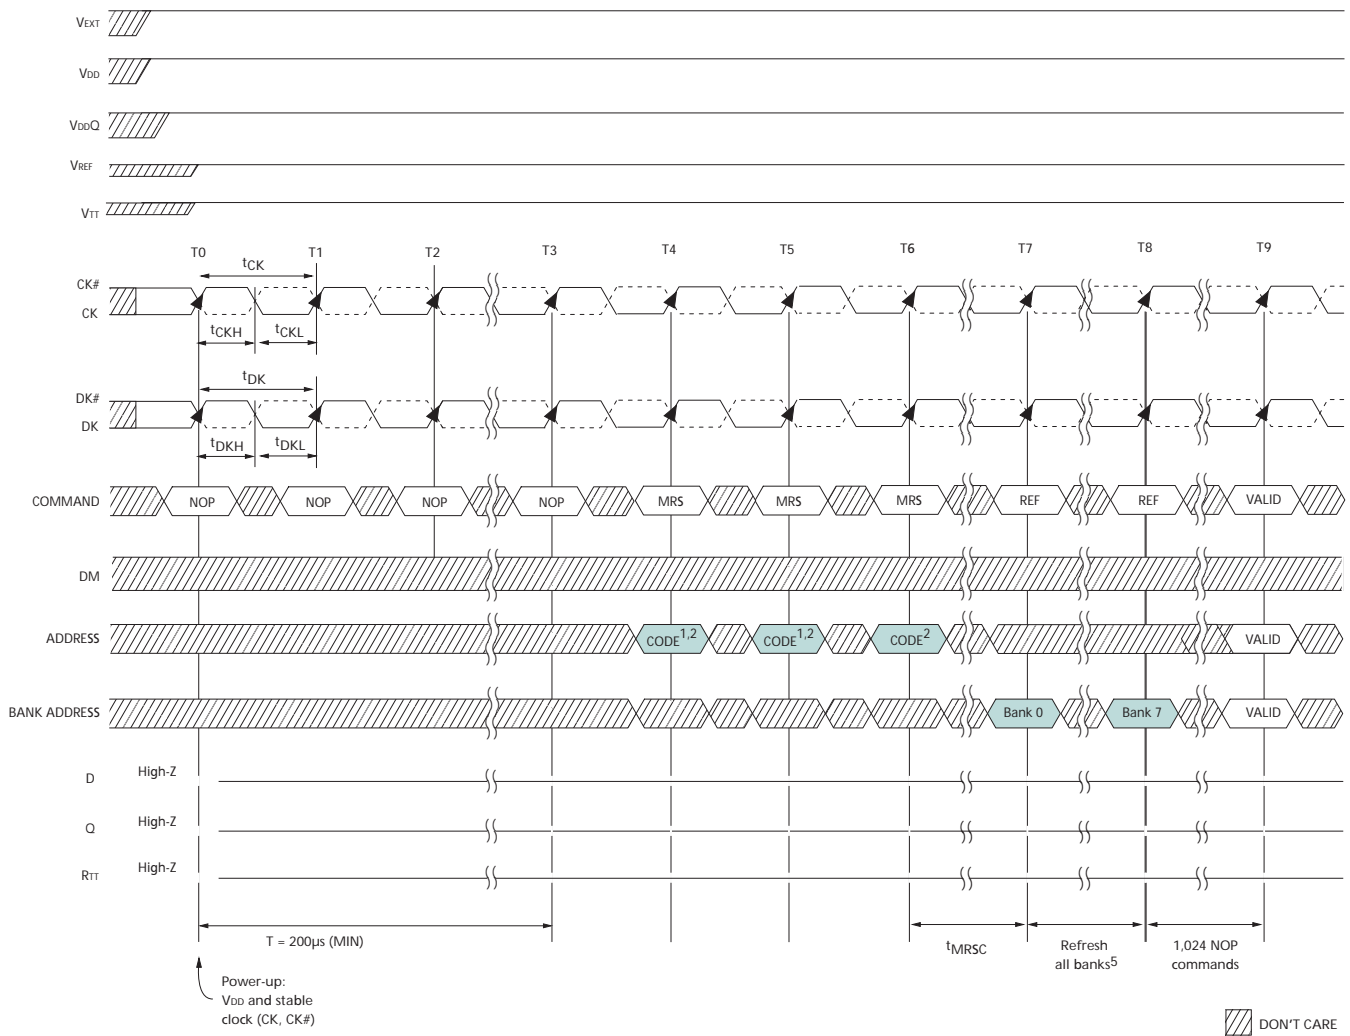 VEXT
VDD
VDDQ
VREF
VTT
T0 T1 T2 T3 T4 T5 T6 T7 T8 T9
tCK
CK#
CK
tCKH tCKL
tDK
DK#
DK
tDKH tDKL
COMMAND NOP NOP NOP NOP MRS MRS MRS REF REF VALID
DM
ADDRESS CODE1,2 CODE1,2 CODE2 VALID
BANK ADDRESS Bank 0 Bank 7 VALID
D High-Z
Q High-Z
RTT High-Z
T = 200µs (MIN) tMRSC Refresh 1,024 NOP
all banks5 commands
Power-up:
VDD and stable
clock (CK, CK#)
DON'T CARE